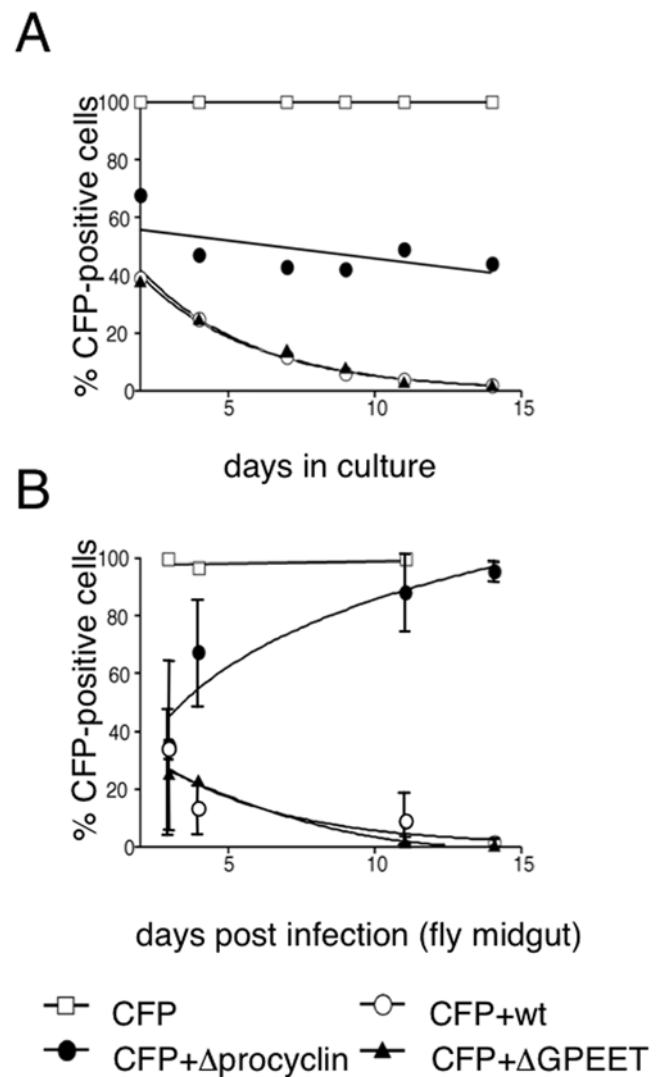 A
% CFP-positive cells
100
80
60
40
20
0
5 10 15
days in culture
B
% CFP-positive cells
100
80
60
40
20
0
5 10 15
days post infection (fly midgut)
CFP CFP+wt
CFP+Δprocyclin CFP+ΔGPEET